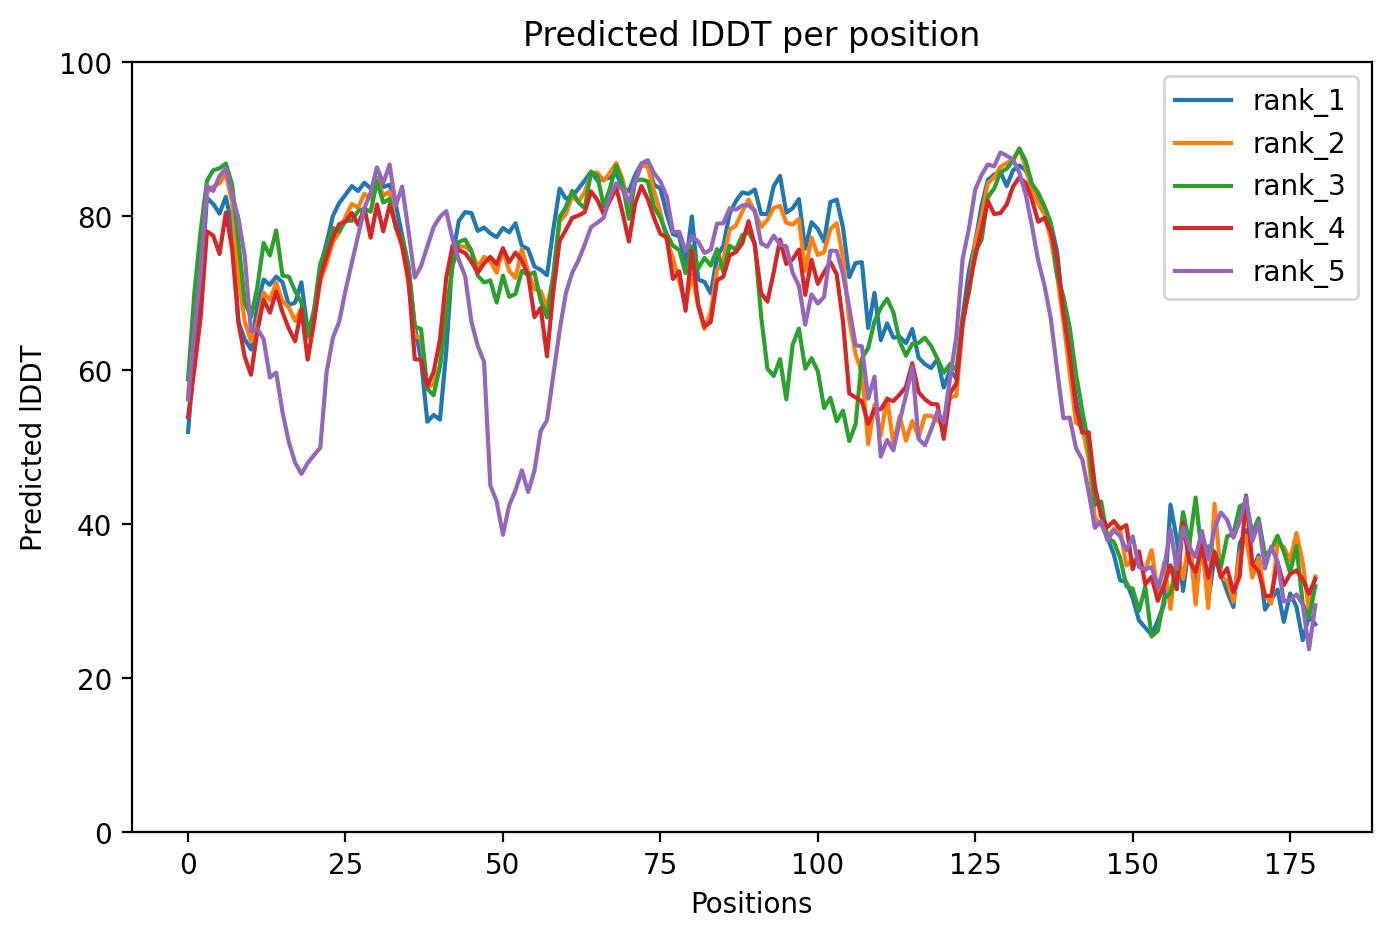 Predicted lDDT per position
100
80
60
40
20
0
Predicted lDDT
0 25 50 75 100 125 150 175
Positions
rank_1
rank_2
rank_3
rank_4
rank_5